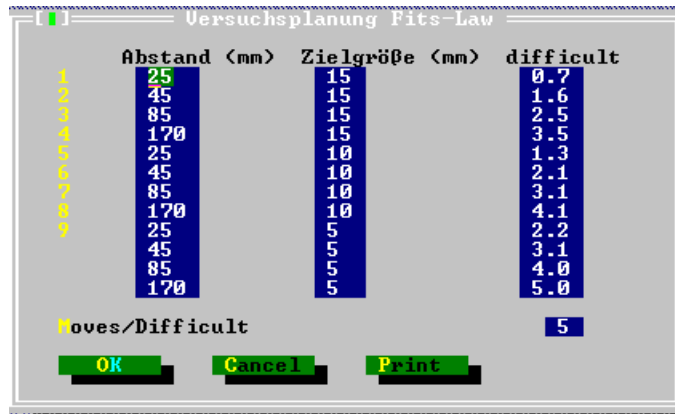 [■] Versuchsplanung Fits-Law
Abstand (mm) Zielgröße (mm) difficult
1 25 15 0.7
2 45 15 1.6
3 85 15 2.5
4 170 15 3.5
5 25 10 1.3
6 45 10 2.1
7 85 10 3.1
8 170 10 4.1
9 25 5 2.2
45 5 3.1
85 5 4.0
170 5 5.0
Moves/Difficult 5
OK Cancel Print